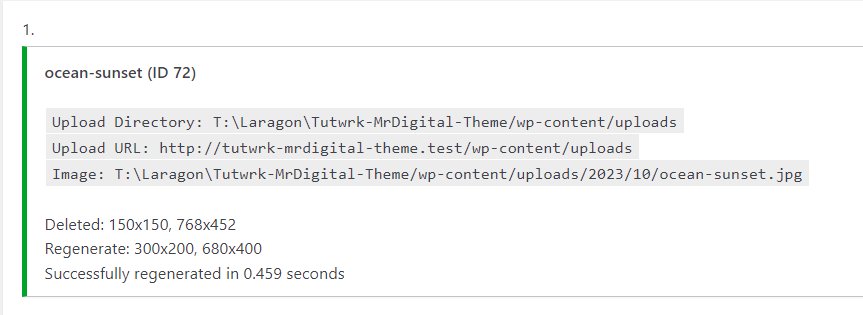 1.
ocean-sunset (ID 72)
Upload Directory: T:\Laragon\Tutwrk-MrDigital-Theme/wp-content/uploads
Upload URL: http://tutwrk-mrdigital-theme.test/wp-content/uploads
Image: T:\Laragon\Tutwrk-MrDigital-Theme/wp-content/uploads/2023/10/ocean-sunset.jpg
Deleted: 150x150, 768x452
Regenerate: 300x200, 680x400
Successfully regenerated in 0.459 seconds